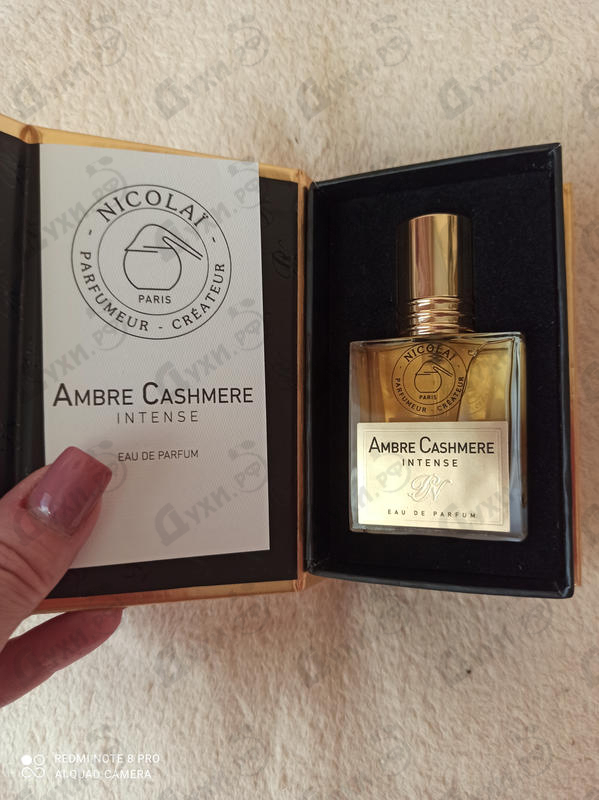 NICOLAÏ
PARIS
PARFUMEUR - CRÉATEUR
AMBRE CASHMERE
INTENSE
EAU DE PARFUM
NICOLAÏ
PARIS
PARFUMEUR - CRÉATEUR
AMBRE CASHMERE
INTENSE
PN
EAU DE PARFUM
REDMI NOTE 8 PRO
AI QUAD CAMERA
Духи.рф